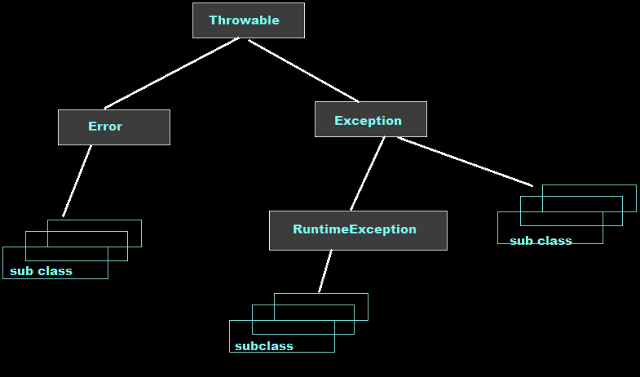 Throwable
Error
Exception
RuntimeException
sub class
sub class
subclass